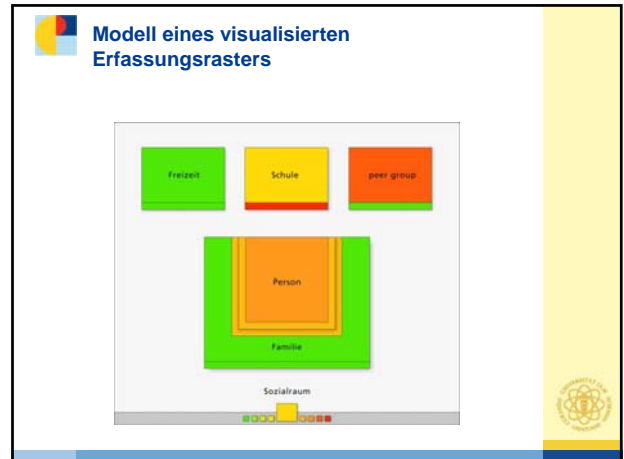 Modell eines visualisierten
Erfassungsrasters
Freizeit
Schule
peer group
Person
Familie
Sozialraum